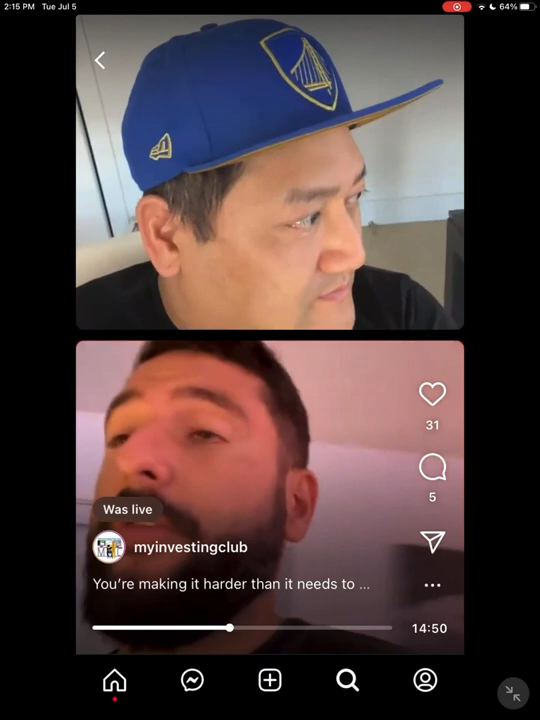 2:15 PM Tue Jul 5
64%
31
5
Was live
myinvestingclub
You're making it harder than it needs to ...
14:50